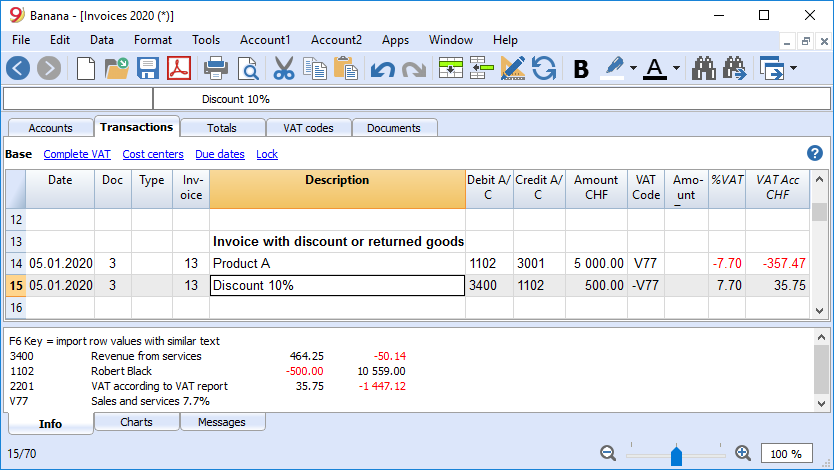 Banana - [Invoices 2020 (*)]
File Edit Data Format Tools Account1 Account2 Apps Window Help
B A
Discount 10%
Accounts Transactions Totals VAT codes Documents
Base Complete VAT Cost centers Due dates Lock ?
Date Doc Type Inv- Description Debit A/ Credit A/ Amount VAT Amo- %VAT VAT Acc
oice C C CHF Code unt CHF
12
13 Invoice with discount or returned goods
14 05.01.2020 3 13 Product A 1102 3001 5 000.00 V77 -7.70 -357.47
15 05.01.2020 3 13 Discount 10% 3400 1102 500.00 -V77 7.70 35.75
16
F6 Key = import row values with similar text
3400 Revenue from services 464.25 -50.14
1102 Robert Black -500.00 10 559.00
2201 VAT according to VAT report 35.75 -1 447.12
V77 Sales and services 7.7%
Info Charts Messages
15/70 100 %